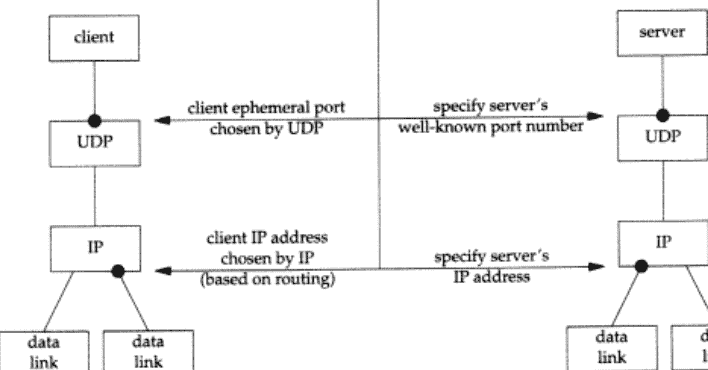 client
server
client ephemeral port
chosen by UDP
specify server's
well-known port number
UDP
UDP
client IP address
chosen by IP
(based on routing)
specify server's
IP address
IP
IP
data
link
data
link
data
link